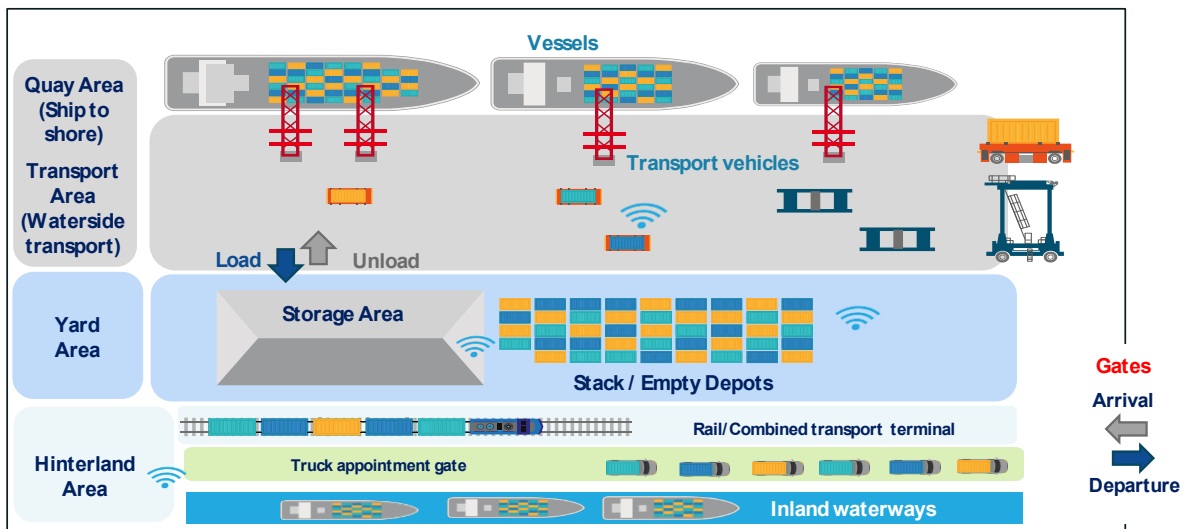 Vessels
Quay Area
(Ship to
shore)
Transport vehicles
Transport
Area
(Waterside
transport)
Load
Unload
Yard
Area
Storage Area
Stack / Empty Depots
Gates
Arrival
Departure
Hinterland
Area
Rail/Combined transport terminal
Truck appointment gate
Inland waterways